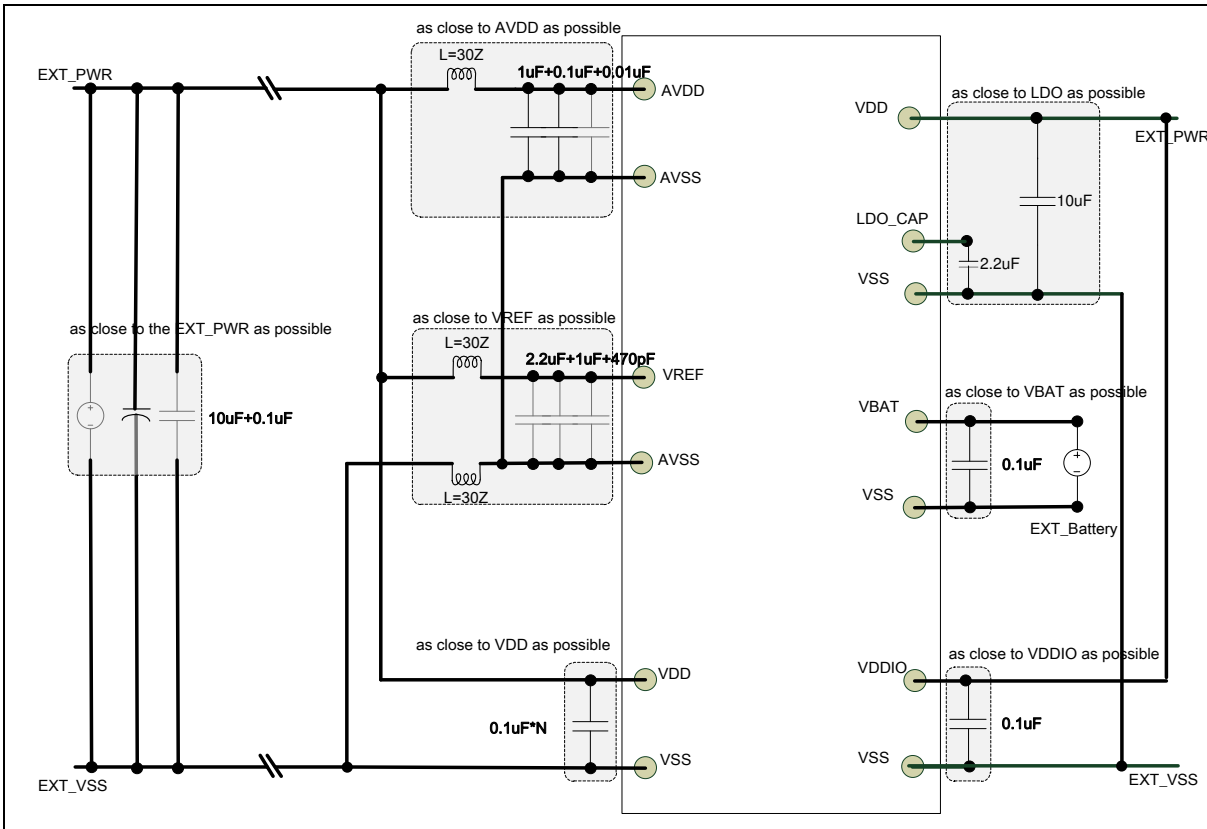 as close to AVDD as possible
L=30Z
EXT_PWR
1uF+0.1uF+0.01uF
AVDD
AVSS
as close to the EXT_PWR as possible
10uF+0.1uF
as close to VREF as possible
L=30Z
2.2uF+1uF+470pF
VREF
AVSS
L=30Z
as close to VDD as possible
VDD
0.1uF*N
VSS
EXT_VSS
as close to LDO as possible
VDD
EXT_PWR
10uF
LDO_CAP
2.2uF
VSS
as close to VBAT as possible
VBAT
0.1uF
VSS
EXT_Battery
as close to VDDIO as possible
VDDIO
0.1uF
VSS
EXT_VSS